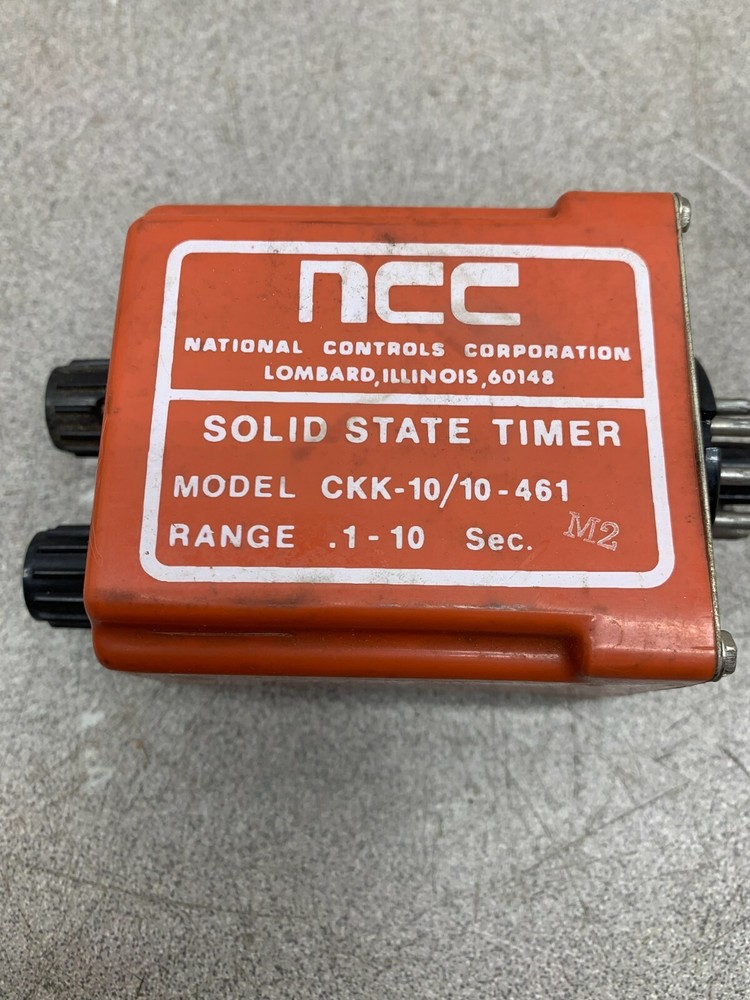 ncc
NATIONAL CONTROLS CORPORATION
LOMBARD,ILLINOIS,60148
SOLID STATE TIMER
MODEL CKK-10/10-461
RANGE .1-10 Sec. M2